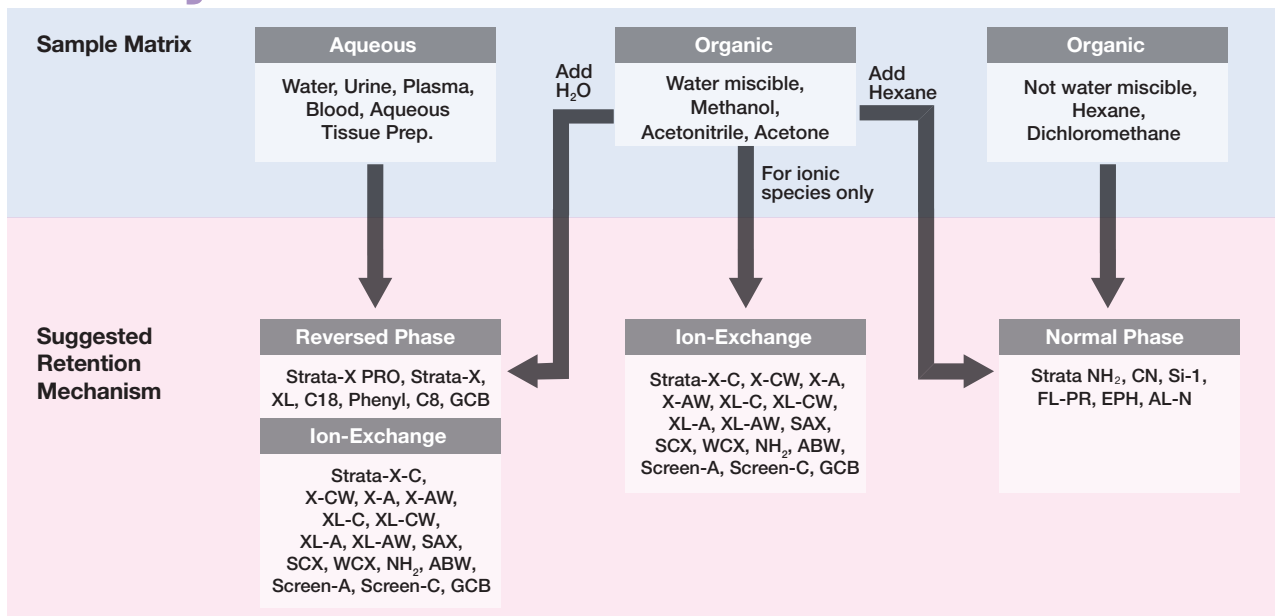 Sample Matrix
Aqueous
Water, Urine, Plasma,
Blood, Aqueous
Tissue Prep.
Add
H₂O
Organic
Water miscible,
Methanol,
Acetonitrile, Acetone
Add
Hexane
Organic
Not water miscible,
Hexane,
Dichloromethane
For ionic
species only
Suggested
Retention
Mechanism
Reversed Phase
Strata-X PRO, Strata-X,
XL, C18, Phenyl, C8, GCB
Ion-Exchange
Strata-X-C,
X-CW, X-A, X-AW,
XL-C, XL-CW,
XL-A, XL-AW, SAX,
SCX, WCX, NH₂, ABW,
Screen-A, Screen-C, GCB
Ion-Exchange
Strata-X-C, X-CW, X-A,
X-AW, XL-C, XL-CW,
XL-A, XL-AW, SAX,
SCX, WCX, NH₂, ABW,
Screen-A, Screen-C, GCB
Normal Phase
Strata NH₂, CN, Si-1,
FL-PR, EPH, AL-N